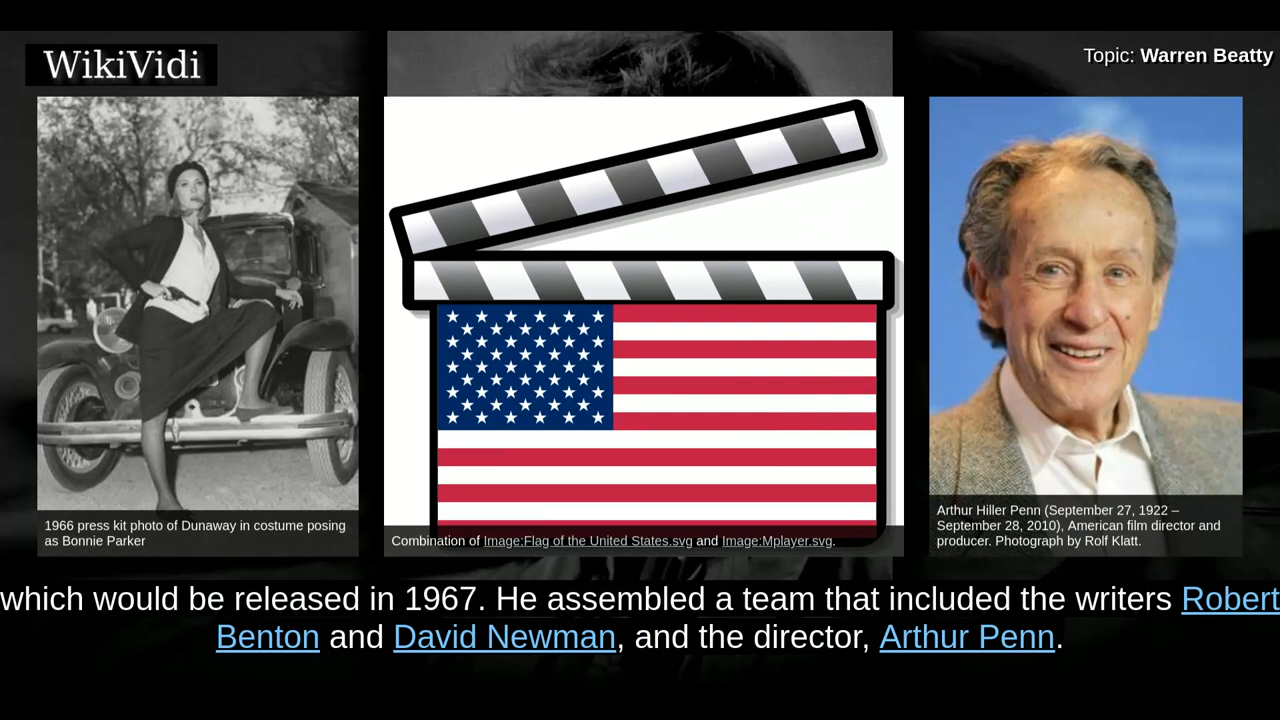 WikiVidi
Topic: Warren Beatty
1966 press kit photo of Dunaway in costume posing
as Bonnie Parker
Combination of Image:Flag of the United States.svg and Image:Mplayer.svg.
Arthur Hiller Penn (September 27, 1922 –
September 28, 2010), American film director and
producer. Photograph by Rolf Klatt.
which would be released in 1967. He assembled a team that included the writers Robert
Benton and David Newman, and the director, Arthur Penn.